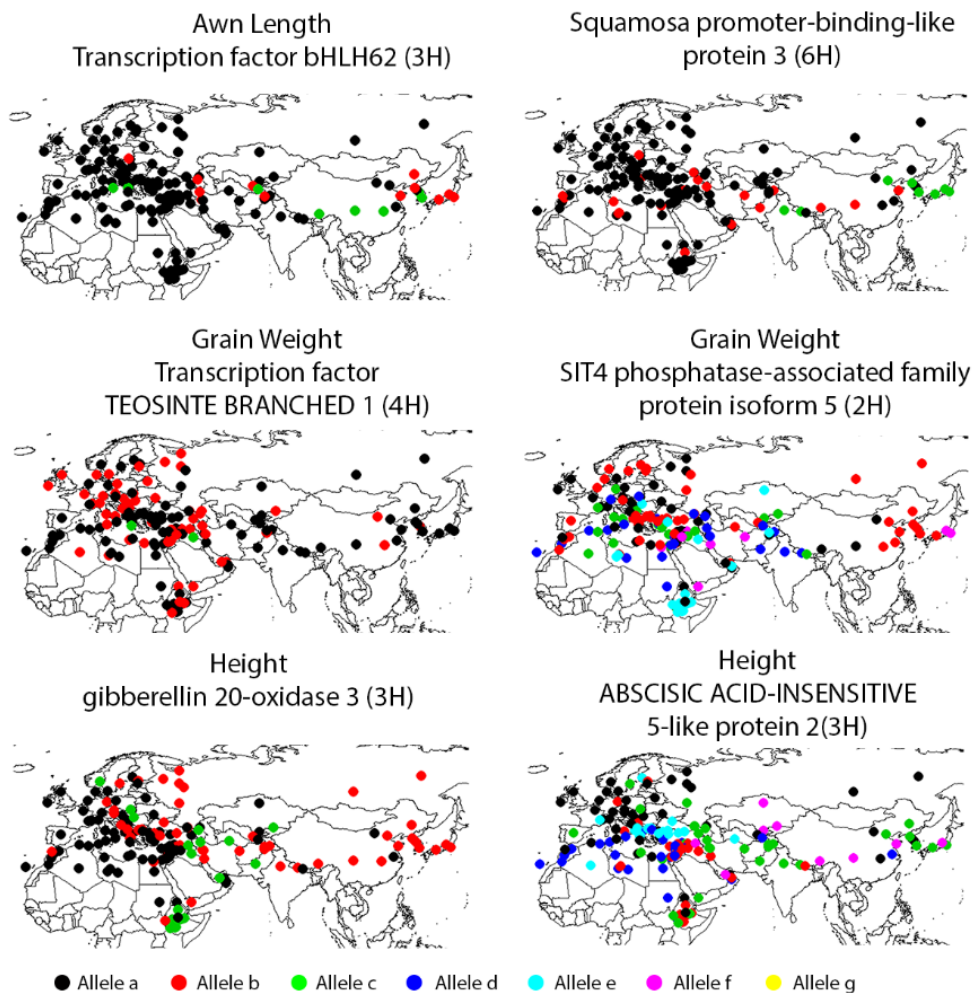 Awn Length
Transcription factor bHLH62 (3H)
Squamosa promoter-binding-like
protein 3 (6H)
Grain Weight
Transcription factor
TEOSINTE BRANCHED 1 (4H)
Grain Weight
SIT4 phosphatase-associated family
protein isoform 5 (2H)
Height
gibberellin 20-oxidase 3 (3H)
Height
ABSCISIC ACID-INSENSITIVE
5-like protein 2(3H)
Allele a
Allele b
Allele c
Allele d
Allele e
Allele f
Allele g